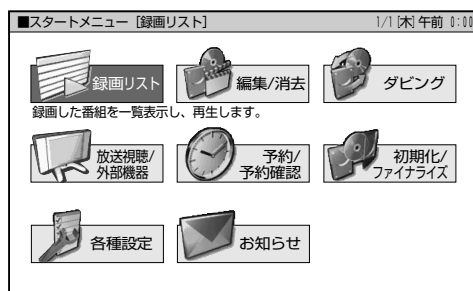 ■スタートメニュー［録画リスト］ 1/1[木]午前 0:00
録画リスト 編集/消去 ダビング
録画した番組を一覧表示し、再生します。
放送視聴/ 予約/ 初期化/
外部機器 予約確認 ファイナライズ
各種設定 お知らせ